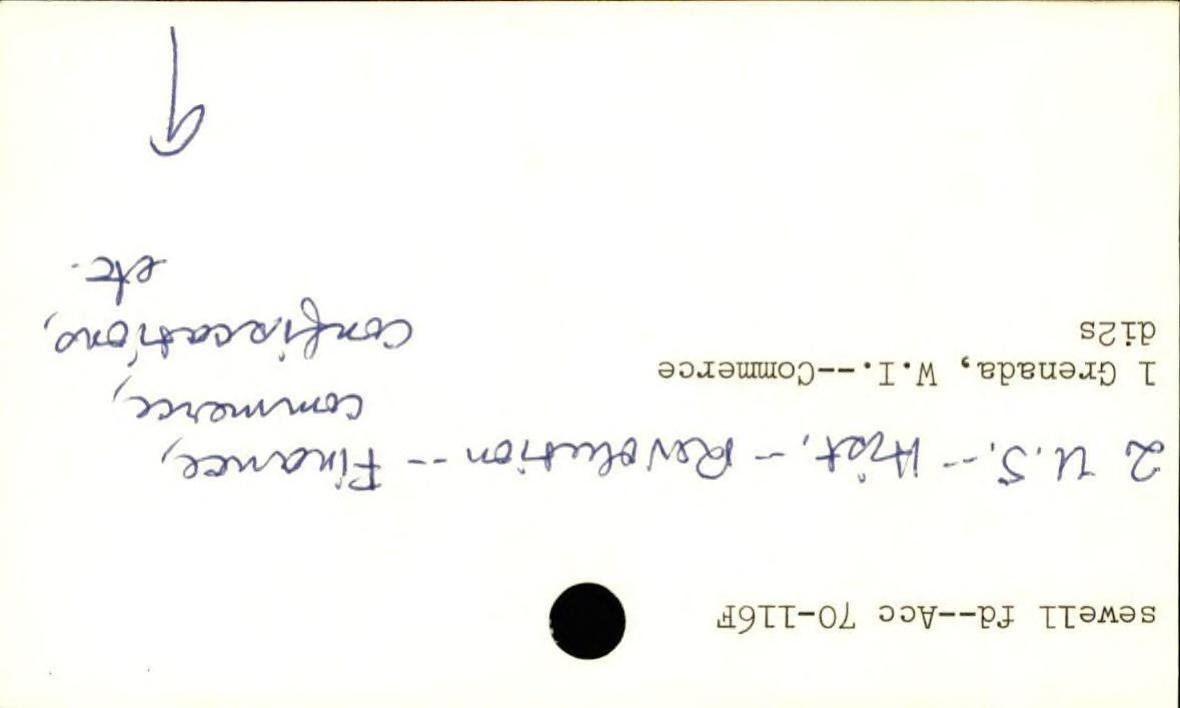 sewell fd--Acc 70-116F
2 U.S.-- Hist. - Revolution -- Finance,
commerce,
confiscations,
etc.
1 Grenada, W.I.--Commerce
di2s